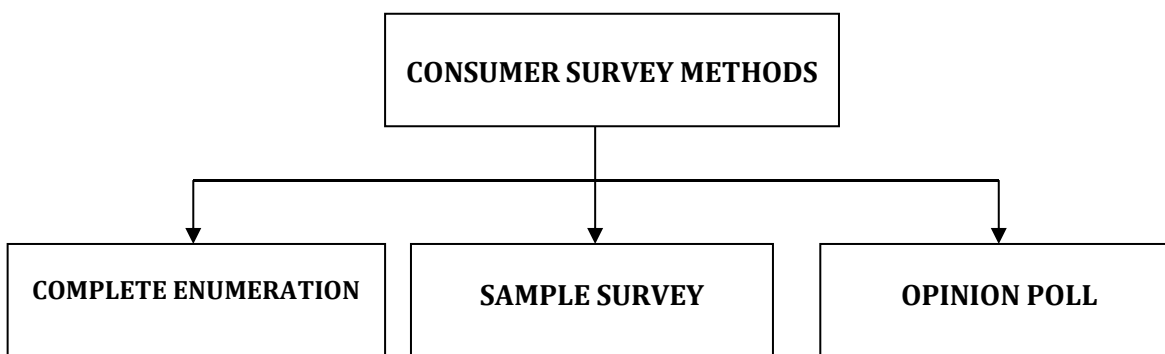 CONSUMER SURVEY METHODS
COMPLETE ENUMERATION
SAMPLE SURVEY
OPINION POLL